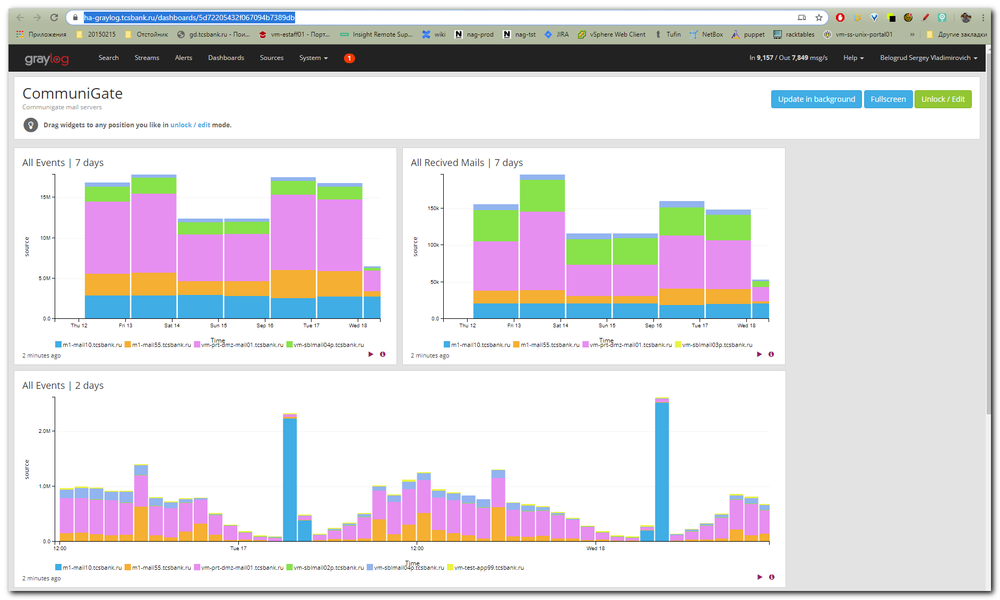 ha-graylog.tcsbank.ru/dashboards/5d72205432f067094b7389db
Приложения 20150215 Отстойник gd.tcsbank.ru - Пои... vm-estaff01 - Порт... Insight Remote Sup... wiki nag-prod nag-tst JIRA vSphere Web Client Tufin NetBox puppet racktables vm-ss-unix-portal01 » Другие закладки
graylog Search Streams Alerts Dashboards Sources System 1 In 9,157 / Out 7,849 msg/s Help Belogrud Sergey Vladimirovich
CommuniGate
Communigate mail servers
Update in background Fullscreen Unlock / Edit
Drag widgets to any position you like in unlock / edit mode.
All Events | 7 days
15M
10M
5.0M
0.0
source
Thu 12 Fri 13 Sat 14 Sun 15 Sep 16 Tue 17 Wed 18
Time
m1-mail10.tcsbank.ru m1-mail55.tcsbank.ru vm-prt-dmz-mail01.tcsbank.ru vm-sblmail04p.tcsbank.ru
2 minutes ago
All Recived Mails | 7 days
150k
100k
50k
0.0
source
Thu 12 Fri 13 Sat 14 Sun 15 Sep 16 Tue 17 Wed 18
Time
m1-mail10.tcsbank.ru m1-mail55.tcsbank.ru vm-prt-dmz-mail01.tcsbank.ru vm-sblmail03p.tcsbank.ru
2 minutes ago
All Events | 2 days
2.0M
1.0M
0.0
source
12:00 Tue 17 12:00 Wed 18
Time
m1-mail10.tcsbank.ru m1-mail55.tcsbank.ru vm-prt-dmz-mail01.tcsbank.ru vm-sblmail02p.tcsbank.ru vm-sblmail04p.tcsbank.ru vm-test-app99.tcsbank.ru
2 minutes ago